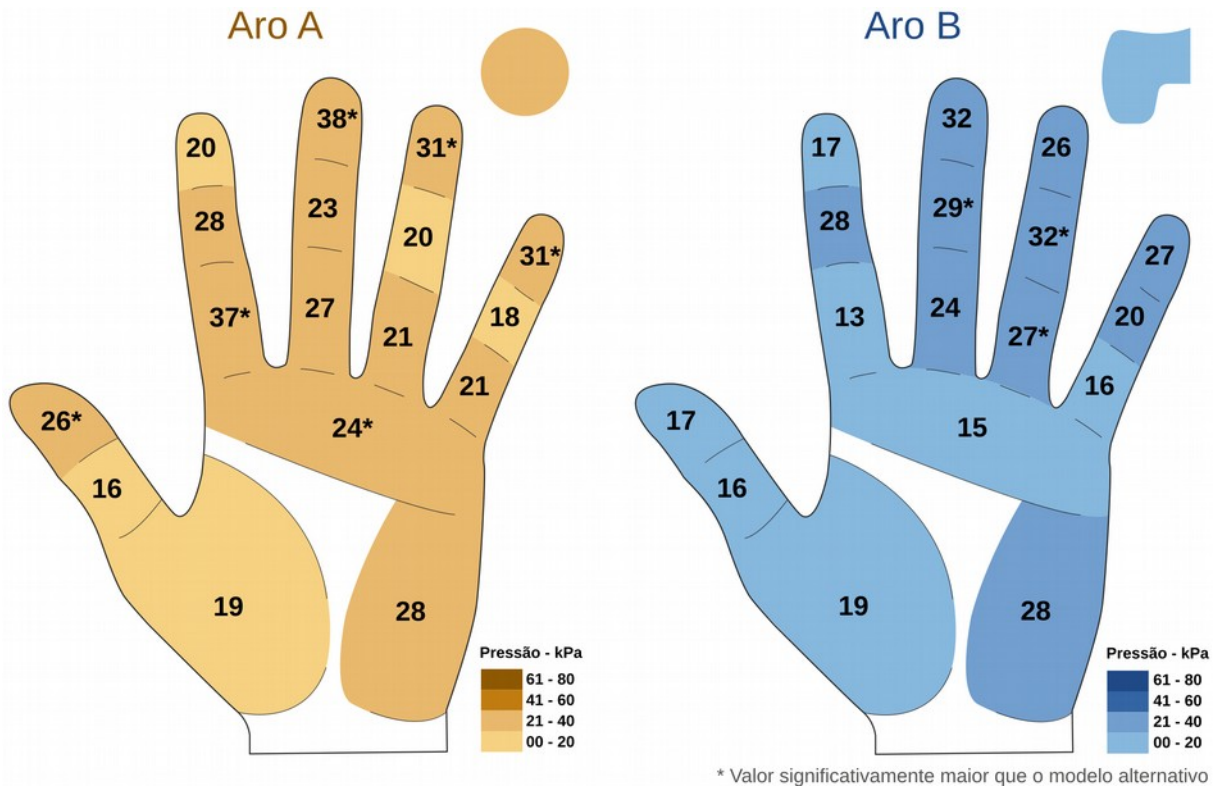 Aro A
20
28
37*
38*
23
27
31*
20
21
31*
18
21
26*
16
24*
19
28
Pressão - kPa
61 - 80
41 - 60
21 - 40
00 - 20
Aro B
17
28
13
32
29*
24
26
32*
27*
27
20
16
17
16
15
19
28
Pressão - kPa
61 - 80
41 - 60
21 - 40
00 - 20
* Valor significativamente maior que o modelo alternativo